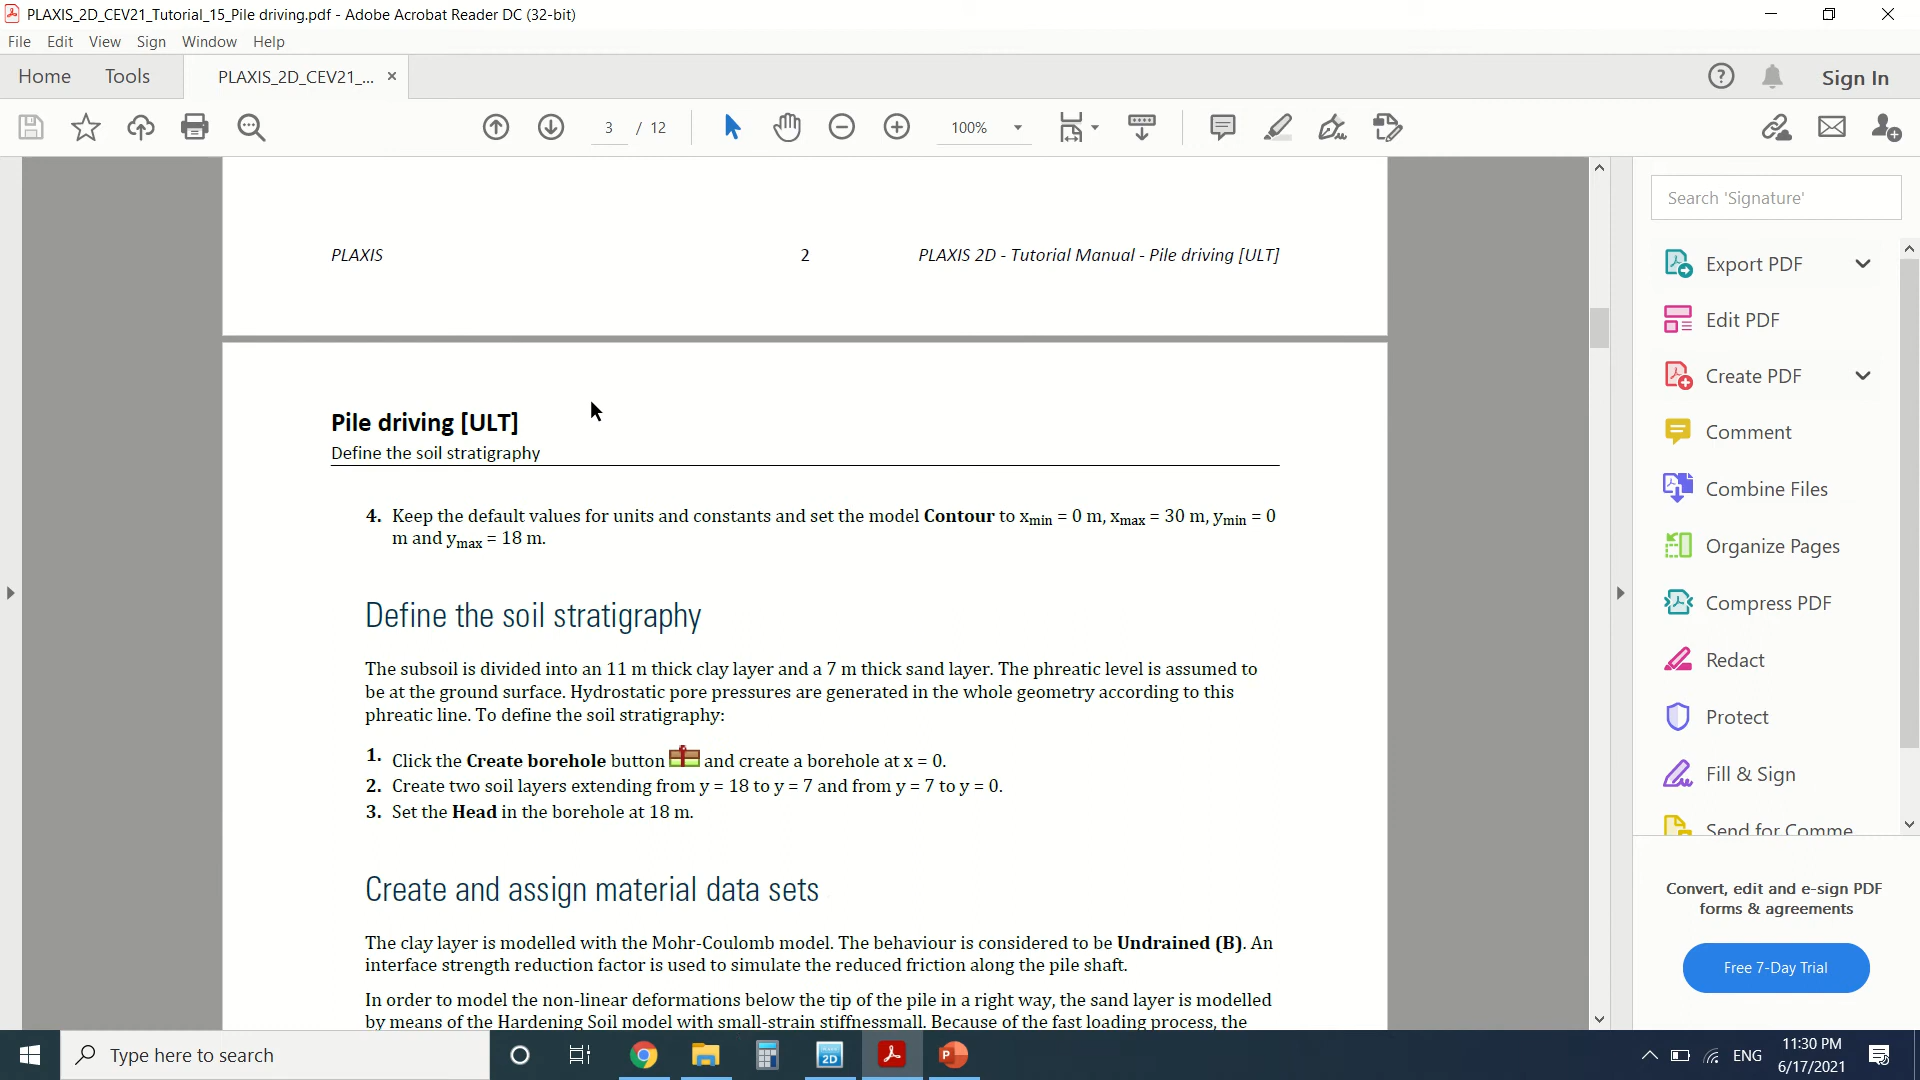 PLAXIS_2D_CEV21_Tutorial_15_Pile driving.pdf - Adobe Acrobat Reader DC (32-bit)
File Edit View Sign Window Help
Home Tools PLAXIS_2D_CEV21_... × Sign In
3 / 12 100%
PLAXIS 2 PLAXIS 2D - Tutorial Manual - Pile driving [ULT]
Pile driving [ULT]
Define the soil stratigraphy
4. Keep the default values for units and constants and set the model Contour to xmin = 0 m, xmax = 30 m, ymin = 0
m and ymax = 18 m.
Define the soil stratigraphy
The subsoil is divided into an 11 m thick clay layer and a 7 m thick sand layer. The phreatic level is assumed to
be at the ground surface. Hydrostatic pore pressures are generated in the whole geometry according to this
phreatic line. To define the soil stratigraphy:
1. Click the Create borehole button and create a borehole at x = 0.
2. Create two soil layers extending from y = 18 to y = 7 and from y = 7 to y = 0.
3. Set the Head in the borehole at 18 m.
Create and assign material data sets
The clay layer is modelled with the Mohr-Coulomb model. The behaviour is considered to be Undrained (B). An
interface strength reduction factor is used to simulate the reduced friction along the pile shaft.
In order to model the non-linear deformations below the tip of the pile in a right way, the sand layer is modelled
by means of the Hardening Soil model with small-strain stiffnessmall. Because of the fast loading process, the
Search 'Signature'
Export PDF
Edit PDF
Create PDF
Comment
Combine Files
Organize Pages
Compress PDF
Redact
Protect
Fill & Sign
Send for Comme
Convert, edit and e-sign PDF
forms & agreements
Free 7-Day Trial
Type here to search
2D
P
ENG
11:30 PM
6/17/2021